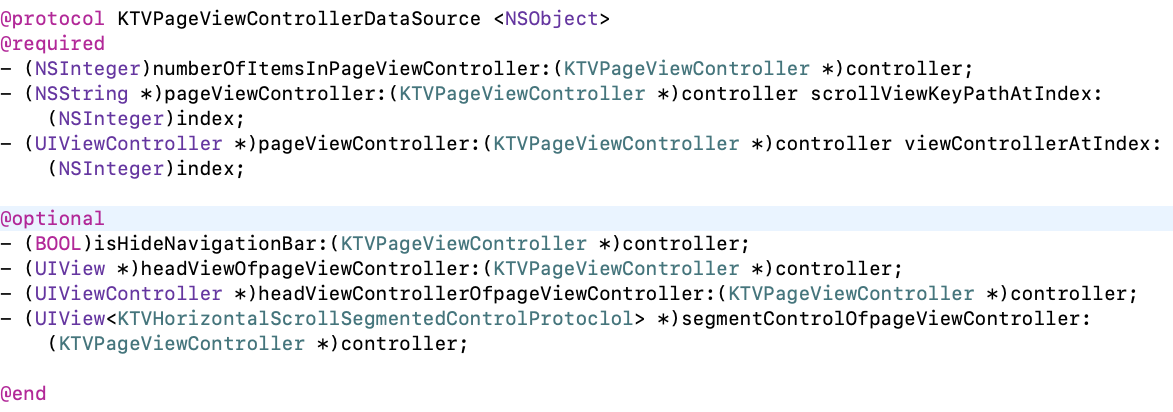 @protocol KTVPageViewControllerDataSource <NSObject>
@required
- (NSInteger)numberOfItemsInPageViewController:(KTVPageViewController *)controller;
- (NSString *)pageViewController:(KTVPageViewController *)controller scrollViewKeyPathAtIndex:
(NSInteger)index;
- (UIViewController *)pageViewController:(KTVPageViewController *)controller viewControllerAtIndex:
(NSInteger)index;
@optional
- (BOOL)isHideNavigationBar:(KTVPageViewController *)controller;
- (UIView *)headViewOfpageViewController:(KTVPageViewController *)controller;
- (UIViewController *)headViewControllerOfpageViewController:(KTVPageViewController *)controller;
- (UIView<KTVHorizontalScrollSegmentedControlProtoclol> *)segmentControlOfpageViewController:
(KTVPageViewController *)controller;
@end